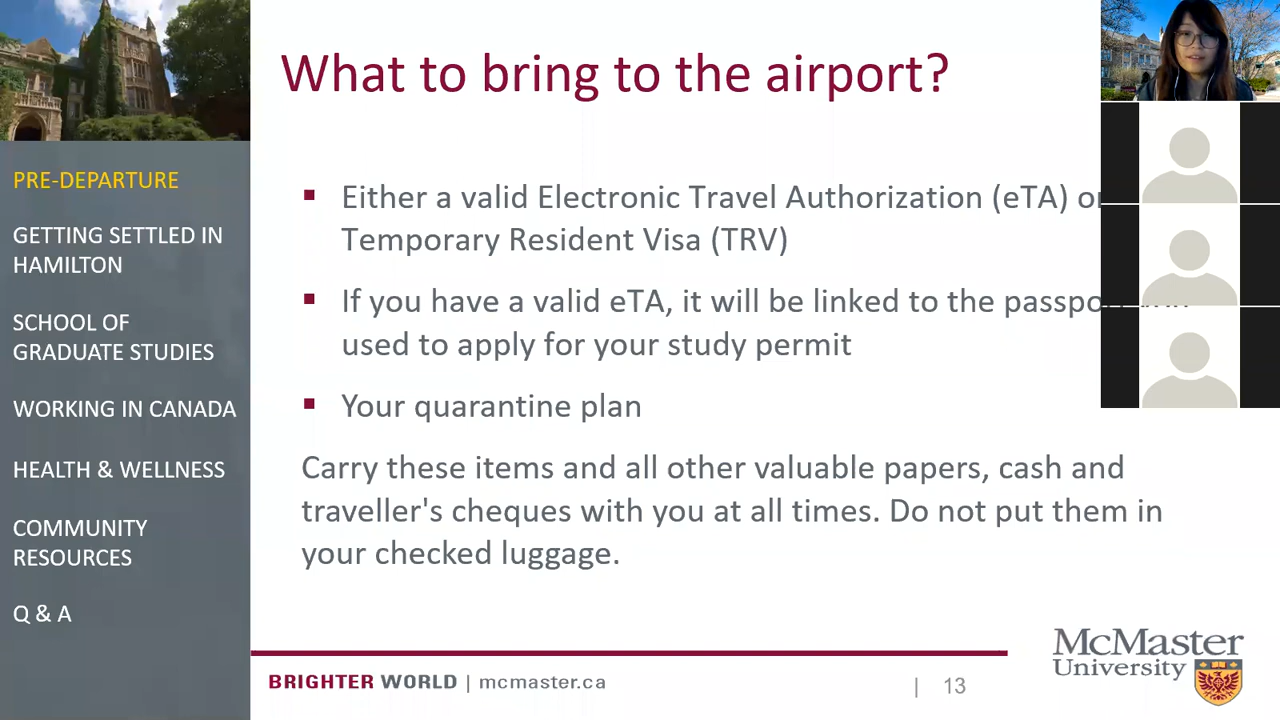 What to bring to the airport?
PRE-DEPARTURE
GETTING SETTLED IN
HAMILTON
SCHOOL OF
GRADUATE STUDIES
WORKING IN CANADA
HEALTH & WELLNESS
COMMUNITY
RESOURCES
Q & A
▪ Either a valid Electronic Travel Authorization (eTA) or
Temporary Resident Visa (TRV)
▪ If you have a valid eTA, it will be linked to the
used to apply for your study permit
▪ Your quarantine plan
Carry these items and all other valuable papers, cash and
traveller's cheques with you at all times. Do not put them in
your checked luggage.
BRIGHTER WORLD | mcmaster.ca
| 13
McMaster
University